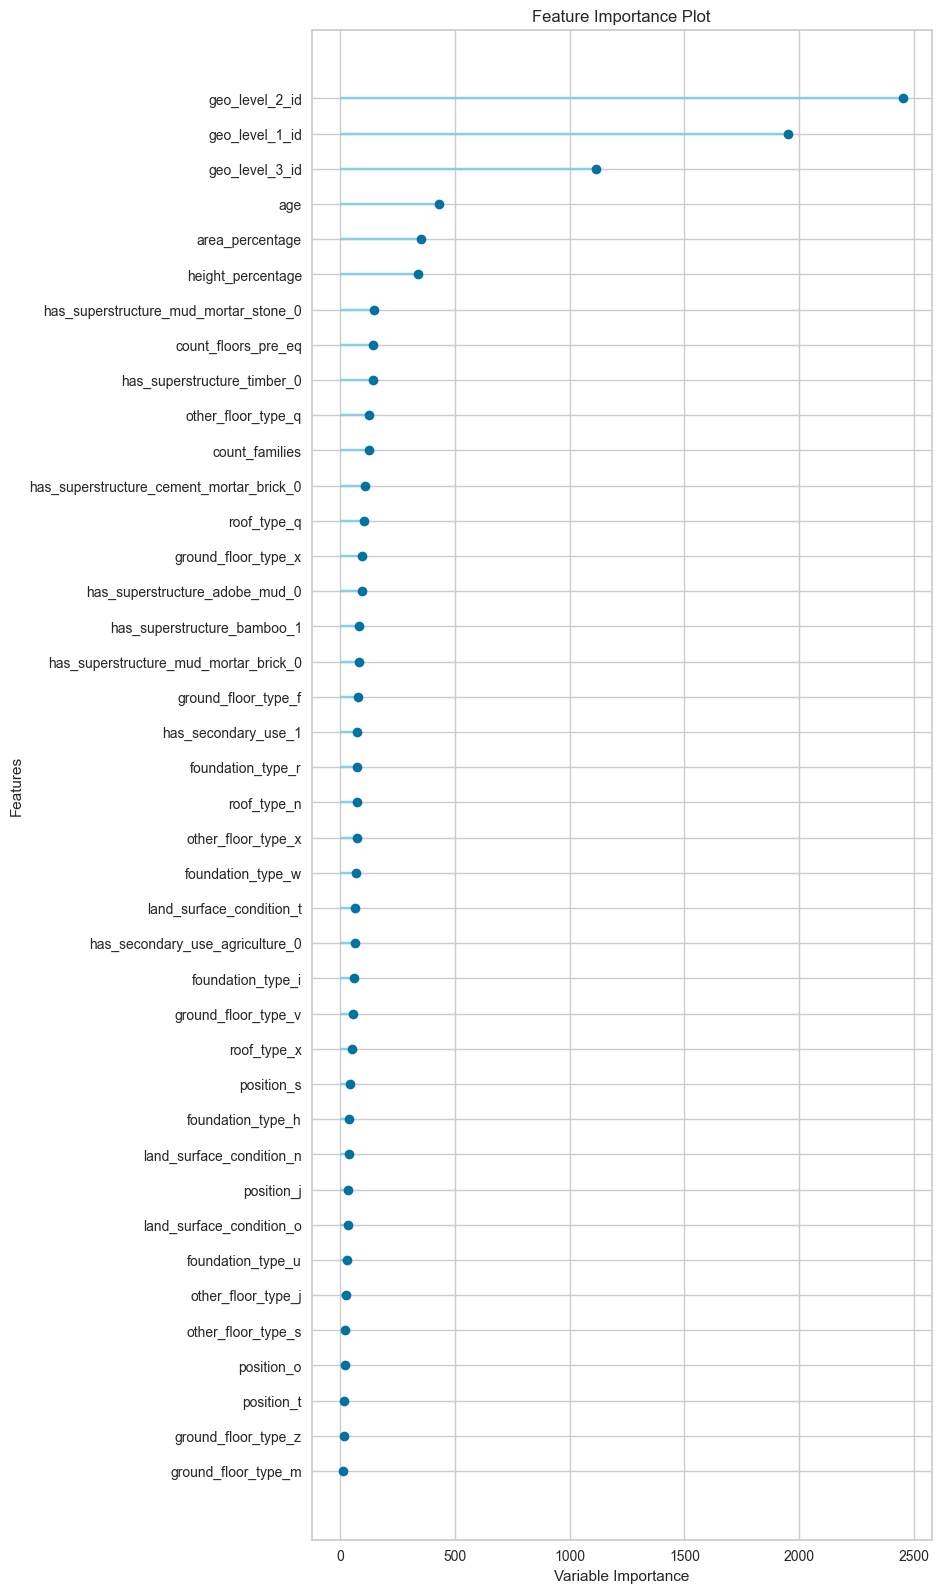 Feature Importance Plot
geo_level_2_id
geo_level_1_id
geo_level_3_id
age
area_percentage
height_percentage
has_superstructure_mud_mortar_stone_0
count_floors_pre_eq
has_superstructure_timber_0
other_floor_type_q
count_families
has_superstructure_cement_mortar_brick_0
roof_type_q
ground_floor_type_x
has_superstructure_adobe_mud_0
has_superstructure_bamboo_1
has_superstructure_mud_mortar_brick_0
ground_floor_type_f
has_secondary_use_1
foundation_type_r
roof_type_n
other_floor_type_x
foundation_type_w
land_surface_condition_t
has_secondary_use_agriculture_0
foundation_type_i
ground_floor_type_v
roof_type_x
position_s
foundation_type_h
land_surface_condition_n
position_j
land_surface_condition_o
foundation_type_u
other_floor_type_j
other_floor_type_s
position_o
position_t
ground_floor_type_z
ground_floor_type_m
Features
0 500 1000 1500 2000 2500
Variable Importance